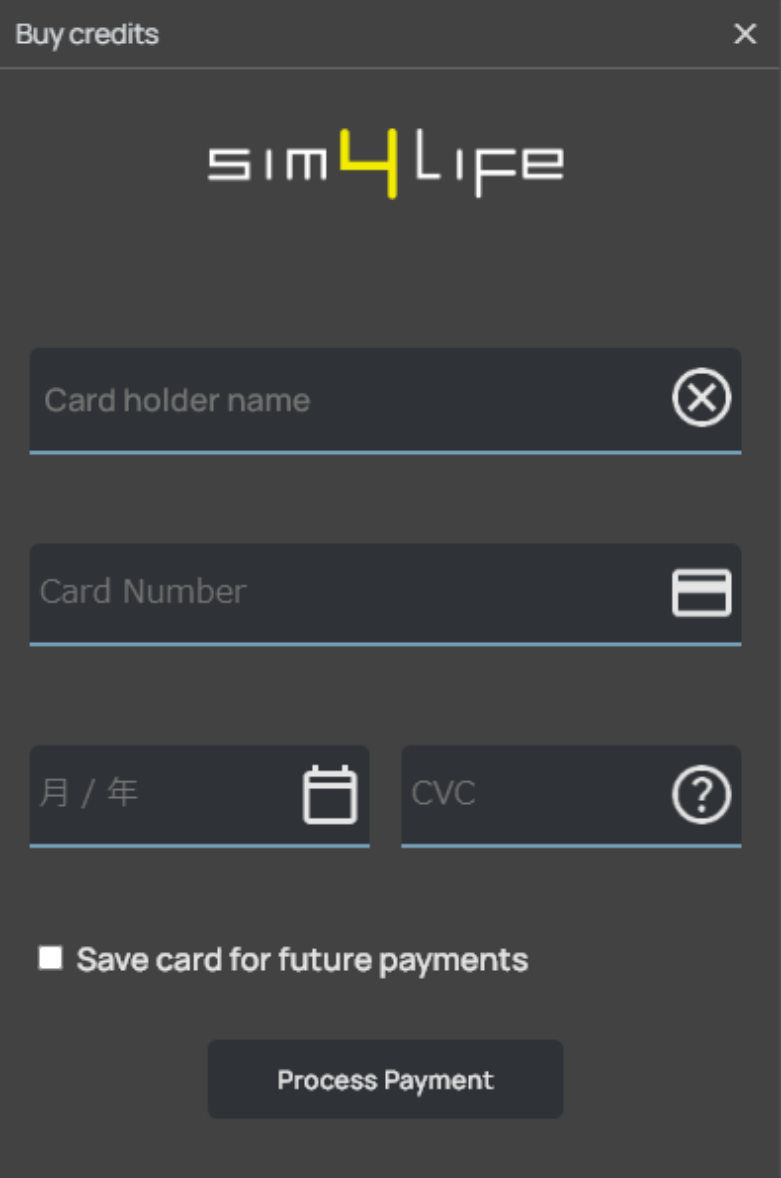 Buy credits
sim4life
Card holder name
Card Number
月 / 年
CVC
Save card for future payments
Process Payment